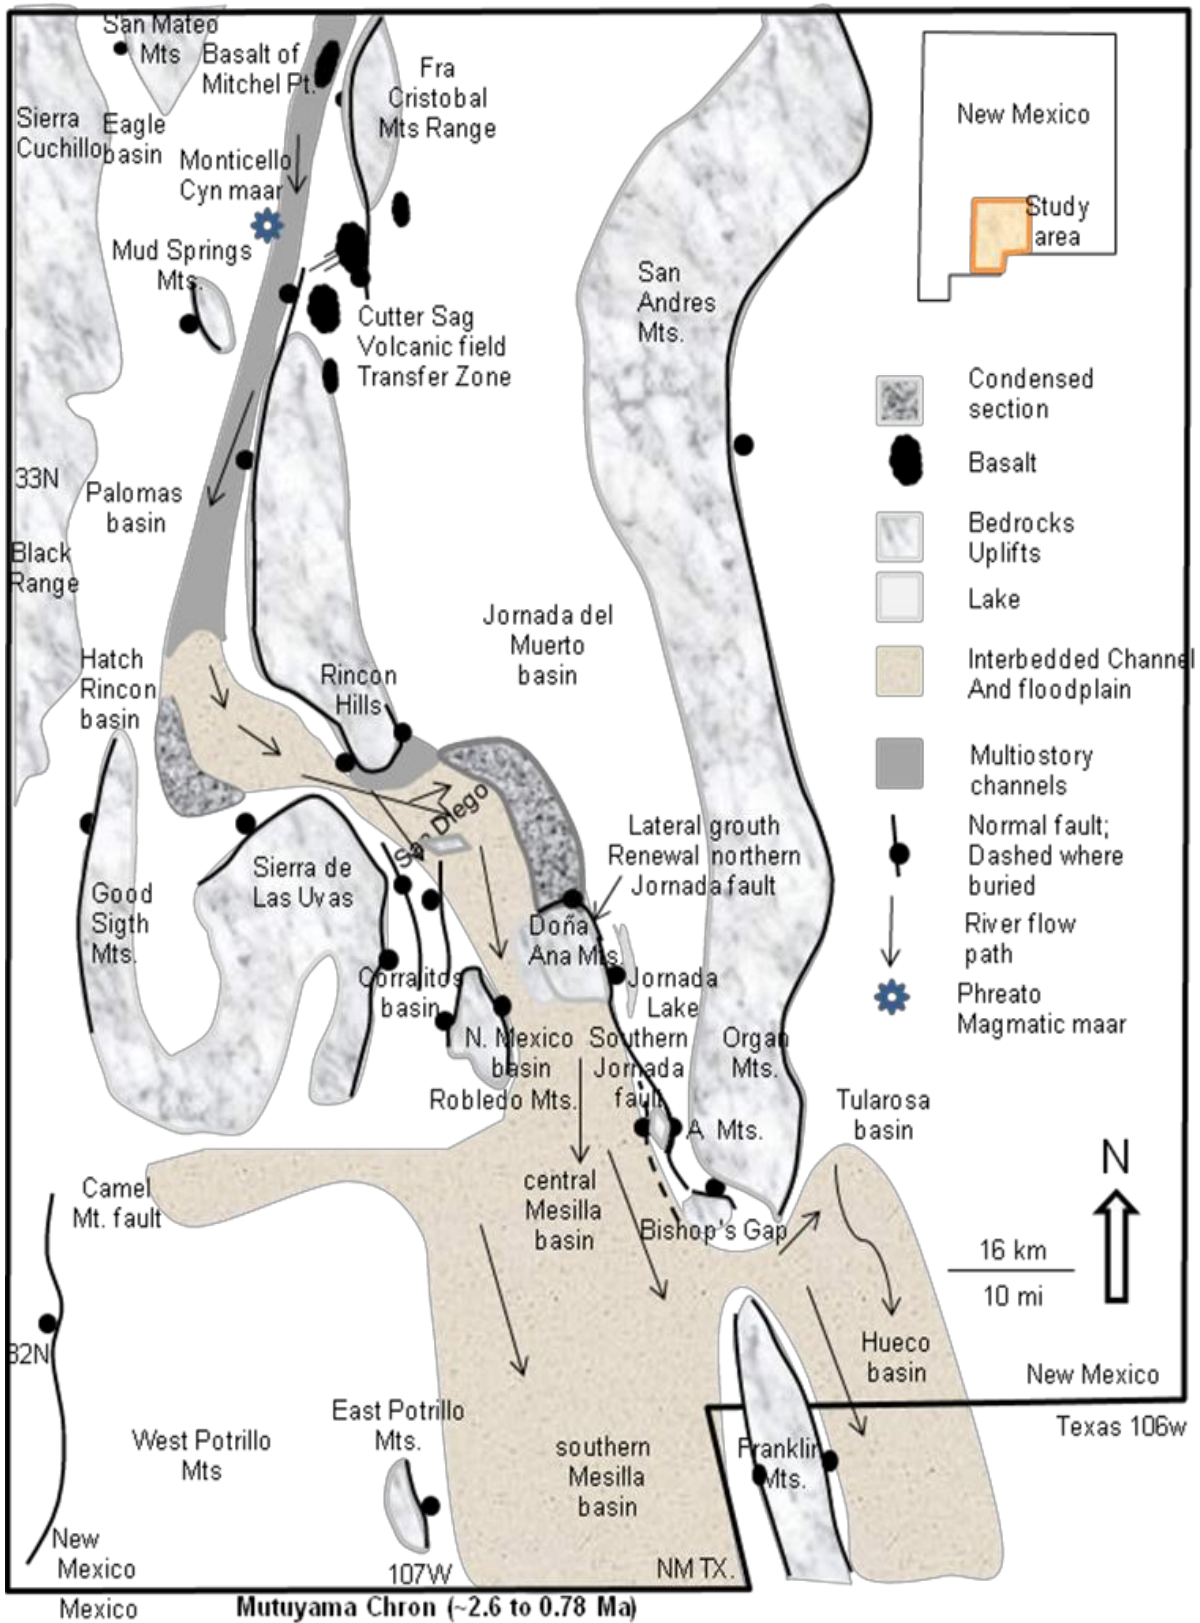 San Mateo
Mts
Basalt of
Mitchel Pt.
Fra
Cristobal
Mts Range
Sierra
Cuchillo
Eagle
basin
Monticello
Cyn maar
Mud Springs
Mts.
Cutter Sag
Volcanic field
Transfer Zone
San
Andres
Mts.
New Mexico
Study
area
33N
Palomas
basin
Black
Range
Condensed
section
Basalt
Bedrocks
Uplifts
Lake
Interbedded Channel
And floodplain
Multiostory
channels
Normal fault;
Dashed where
buried
River flow
path
Phreato
Magmatic maar
Jornada del
Muerto
basin
Hatch
Rincon
basin
Rincon
Hills
San Diego
Lateral grouth
Renewal northern
Jornada fault
Sierra de
Las Uvas
Good
Sigth
Mts.
Doña
Ana Mts.
Corralitos
basin
Jornada
Lake
N. Mexico
basin
Southern
Jornada
fault
Organ
Mts.
Robledo Mts.
A Mts.
Tularosa
basin
Camel
Mt. fault
central
Mesilla
basin
Bishop's Gap
N
16 km
10 mi
32N
Hueco
basin
New Mexico
Texas 106w
East Potrillo
Mts.
West Potrillo
Mts
southern
Mesilla
basin
Franklin
Mts.
New
Mexico
107W
NM TX.
Mexico
Mutuyama Chron (~2.6 to 0.78 Ma)